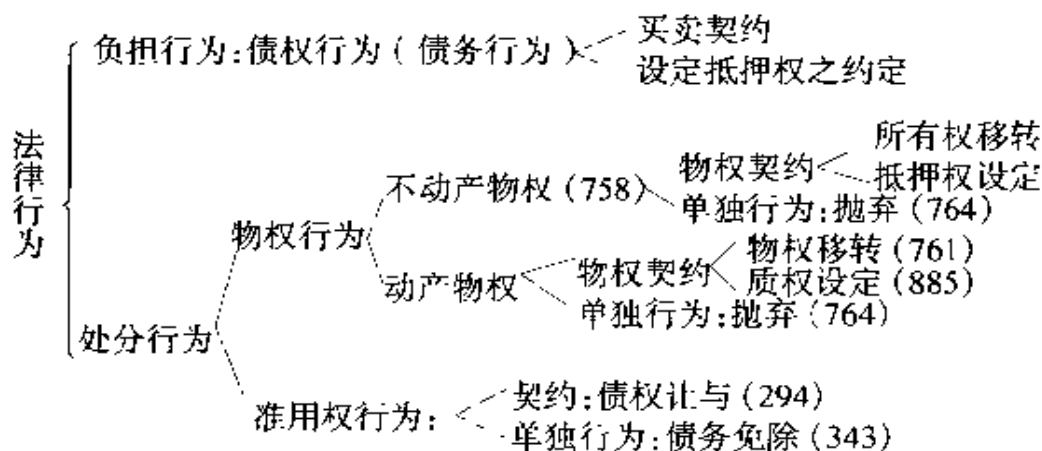 法律行为
负担行为:债权行为(债务行为)
买卖契约
设定抵押权之约定
处分行为
物权行为
不动产物权(758)
物权契约
所有权移转
抵押权设定
单独行为:抛弃(764)
动产物权
物权契约
物权移转(761)
质权设定(885)
单独行为:抛弃(764)
准用权行为:
契约:债权让与(294)
单独行为:债务免除(343)